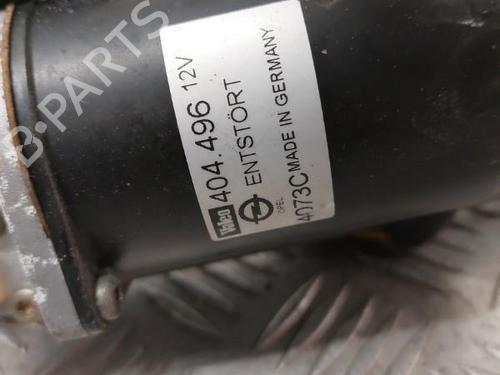 B-PARTS
Valeo 404.496 12V
ENTSTÖRT
OPEL
4073C MADE IN GERMANY